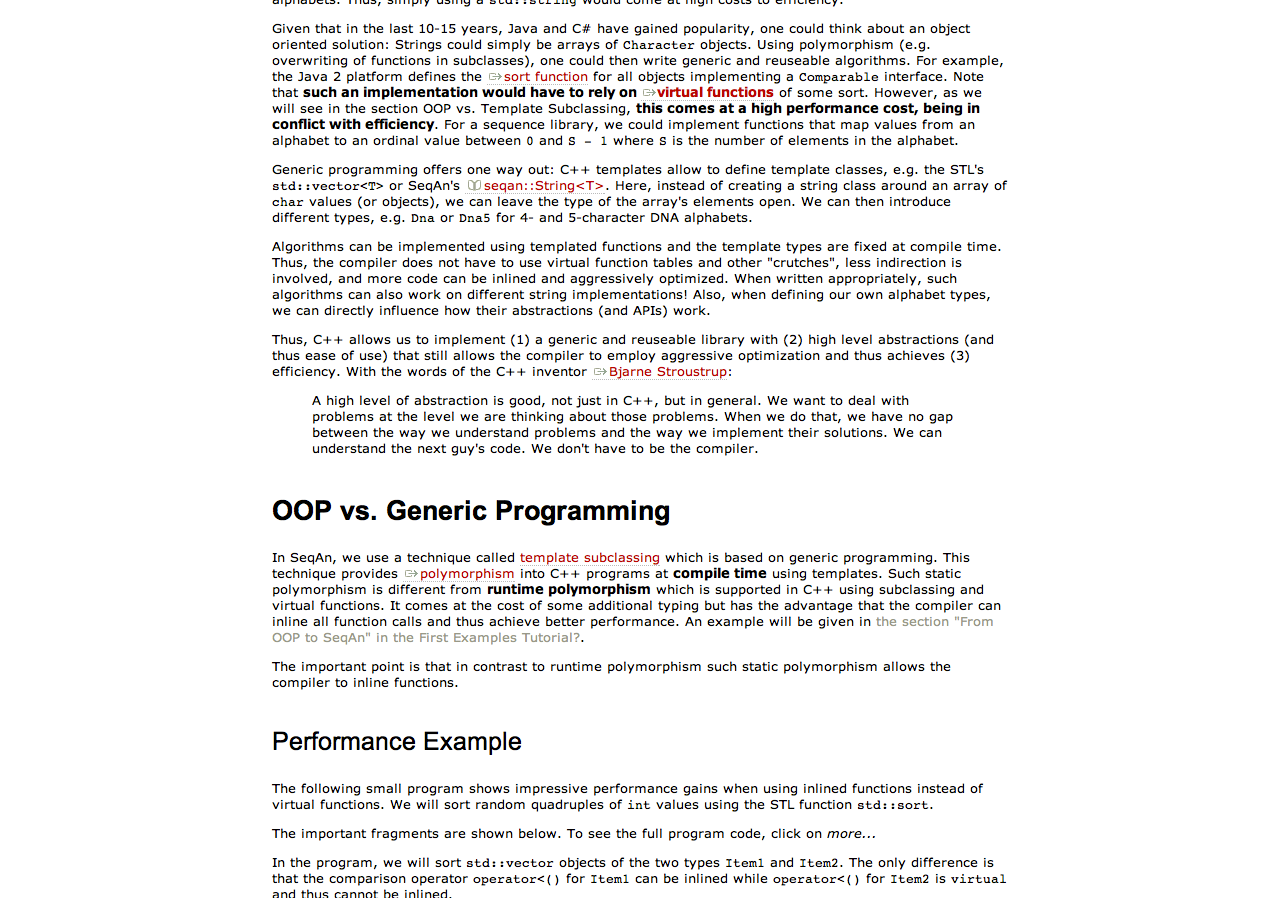 alphabets. Thus, simply using a std::string would come at high costs to efficiency.
Given that in the last 10-15 years, Java and C# have gained popularity, one could think about an object
oriented solution: Strings could simply be arrays of Character objects. Using polymorphism (e.g.
overwriting of functions in subclasses), one could then write generic and reuseable algorithms. For example,
the Java 2 platform defines the sort function for all objects implementing a Comparable interface. Note
that such an implementation would have to rely on virtual functions of some sort. However, as we
will see in the section OOP vs. Template Subclassing, this comes at a high performance cost, being in
conflict with efficiency. For a sequence library, we could implement functions that map values from an
alphabet to an ordinal value between 0 and S - 1 where S is the number of elements in the alphabet.
Generic programming offers one way out: C++ templates allow to define template classes, e.g. the STL's
std::vector<T> or SeqAn's seqan::String<T>. Here, instead of creating a string class around an array of
char values (or objects), we can leave the type of the array's elements open. We can then introduce
different types, e.g. Dna or Dna5 for 4- and 5-character DNA alphabets.
Algorithms can be implemented using templated functions and the template types are fixed at compile time.
Thus, the compiler does not have to use virtual function tables and other "crutches", less indirection is
involved, and more code can be inlined and aggressively optimized. When written appropriately, such
algorithms can also work on different string implementations! Also, when defining our own alphabet types,
we can directly influence how their abstractions (and APIs) work.
Thus, C++ allows us to implement (1) a generic and reuseable library with (2) high level abstractions (and
thus ease of use) that still allows the compiler to employ aggressive optimization and thus achieves (3)
efficiency. With the words of the C++ inventor Bjarne Stroustrup:
A high level of abstraction is good, not just in C++, but in general. We want to deal with
problems at the level we are thinking about those problems. When we do that, we have no gap
between the way we understand problems and the way we implement their solutions. We can
understand the next guy's code. We don't have to be the compiler.
OOP vs. Generic Programming
In SeqAn, we use a technique called template subclassing which is based on generic programming. This
technique provides polymorphism into C++ programs at compile time using templates. Such static
polymorphism is different from runtime polymorphism which is supported in C++ using subclassing and
virtual functions. It comes at the cost of some additional typing but has the advantage that the compiler can
inline all function calls and thus achieve better performance. An example will be given in the section "From
OOP to SeqAn" in the First Examples Tutorial?.
The important point is that in contrast to runtime polymorphism such static polymorphism allows the
compiler to inline functions.
Performance Example
The following small program shows impressive performance gains when using inlined functions instead of
virtual functions. We will sort random quadruples of int values using the STL function std::sort.
The important fragments are shown below. To see the full program code, click on more...
In the program, we will sort std::vector objects of the two types Item1 and Item2. The only difference is
that the comparison operator operator<() for Item1 can be inlined while operator<() for Item2 is virtual
and thus cannot be inlined.